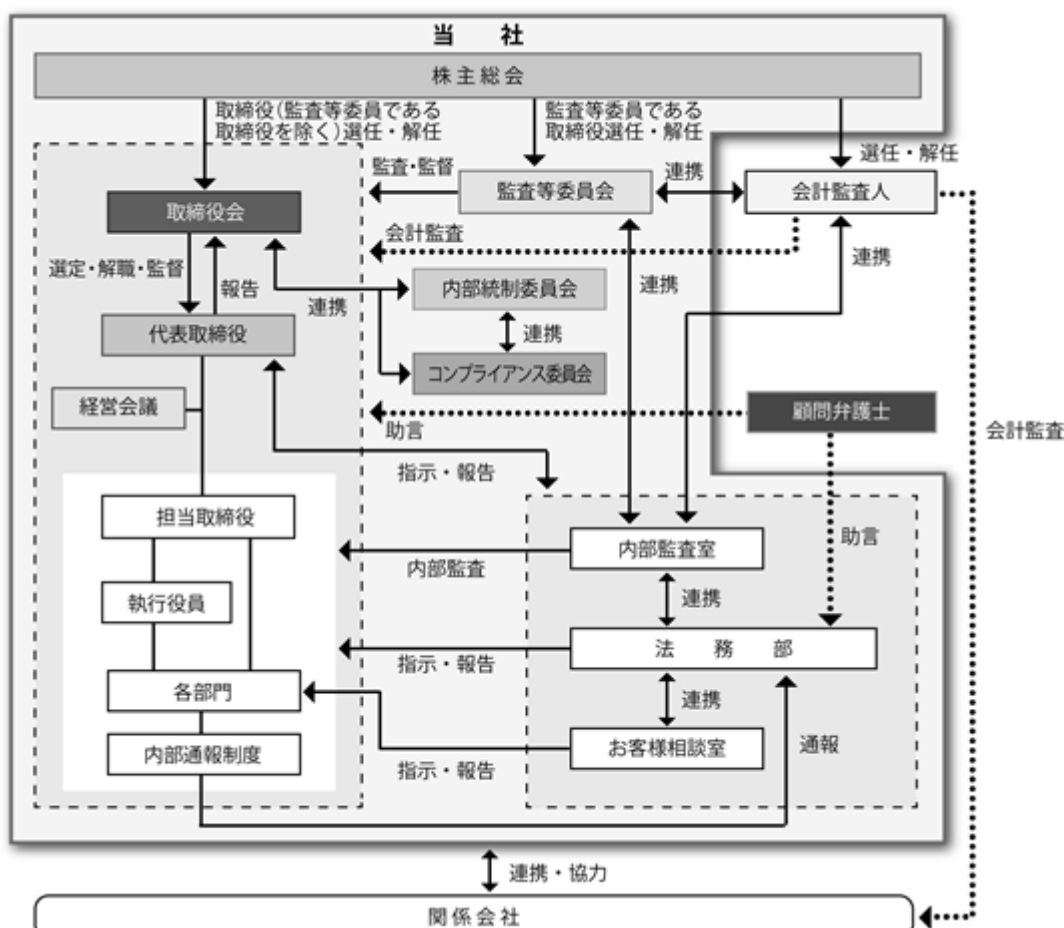 当　社
株主総会
取締役（監査等委員である
取締役を除く）選任・解任
監査等委員である
取締役選任・解任
選任・解任
監査・監督
監査等委員会
連携
会計監査人
取締役会
会計監査
連携
選定・解職・監督
報告
連携
内部統制委員会
連携
代表取締役
連携
コンプライアンス委員会
経営会議
顧問弁護士
助言
会計監査
指示・報告
担当取締役
助言
内部監査室
内部監査
連携
執行役員
法　務　部
指示・報告
各部門
連携
内部通報制度
お客様相談室
通報
指示・報告
連携・協力
関係会社